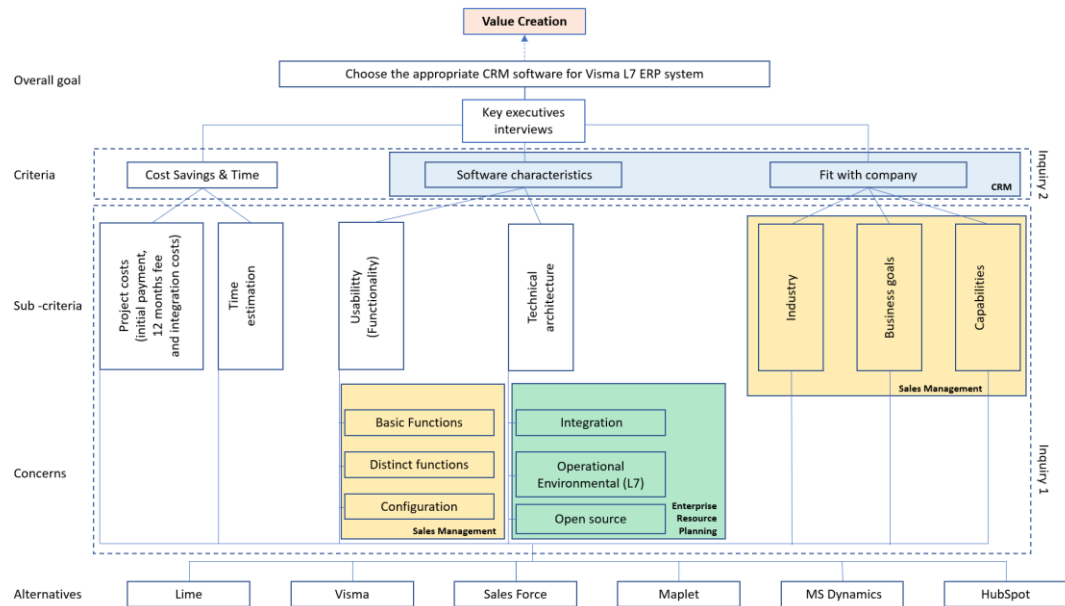 Value Creation
Overall goal
Choose the appropriate CRM software for Visma L7 ERP system
Key executives
interviews
Criteria
Cost Savings & Time
Software characteristics
Fit with company
CRM
Inquiry 2
Sub -criteria
Project costs
(initial payment,
12 months fee
and integration costs)
Time
estimation
Usabilitty
(Functionality)
Technical
architecture
Industry
Business goals
Capabilities
Sales Management
Concerns
Basic Functions
Distinct functions
Configuration
Sales Management
Integration
Operational
Environmental (L7)
Open source
Enterprise
Resource
Planning
Inquiry 1
Alternatives
Lime
Visma
Sales Force
Maplet
MS Dynamics
HubSpot